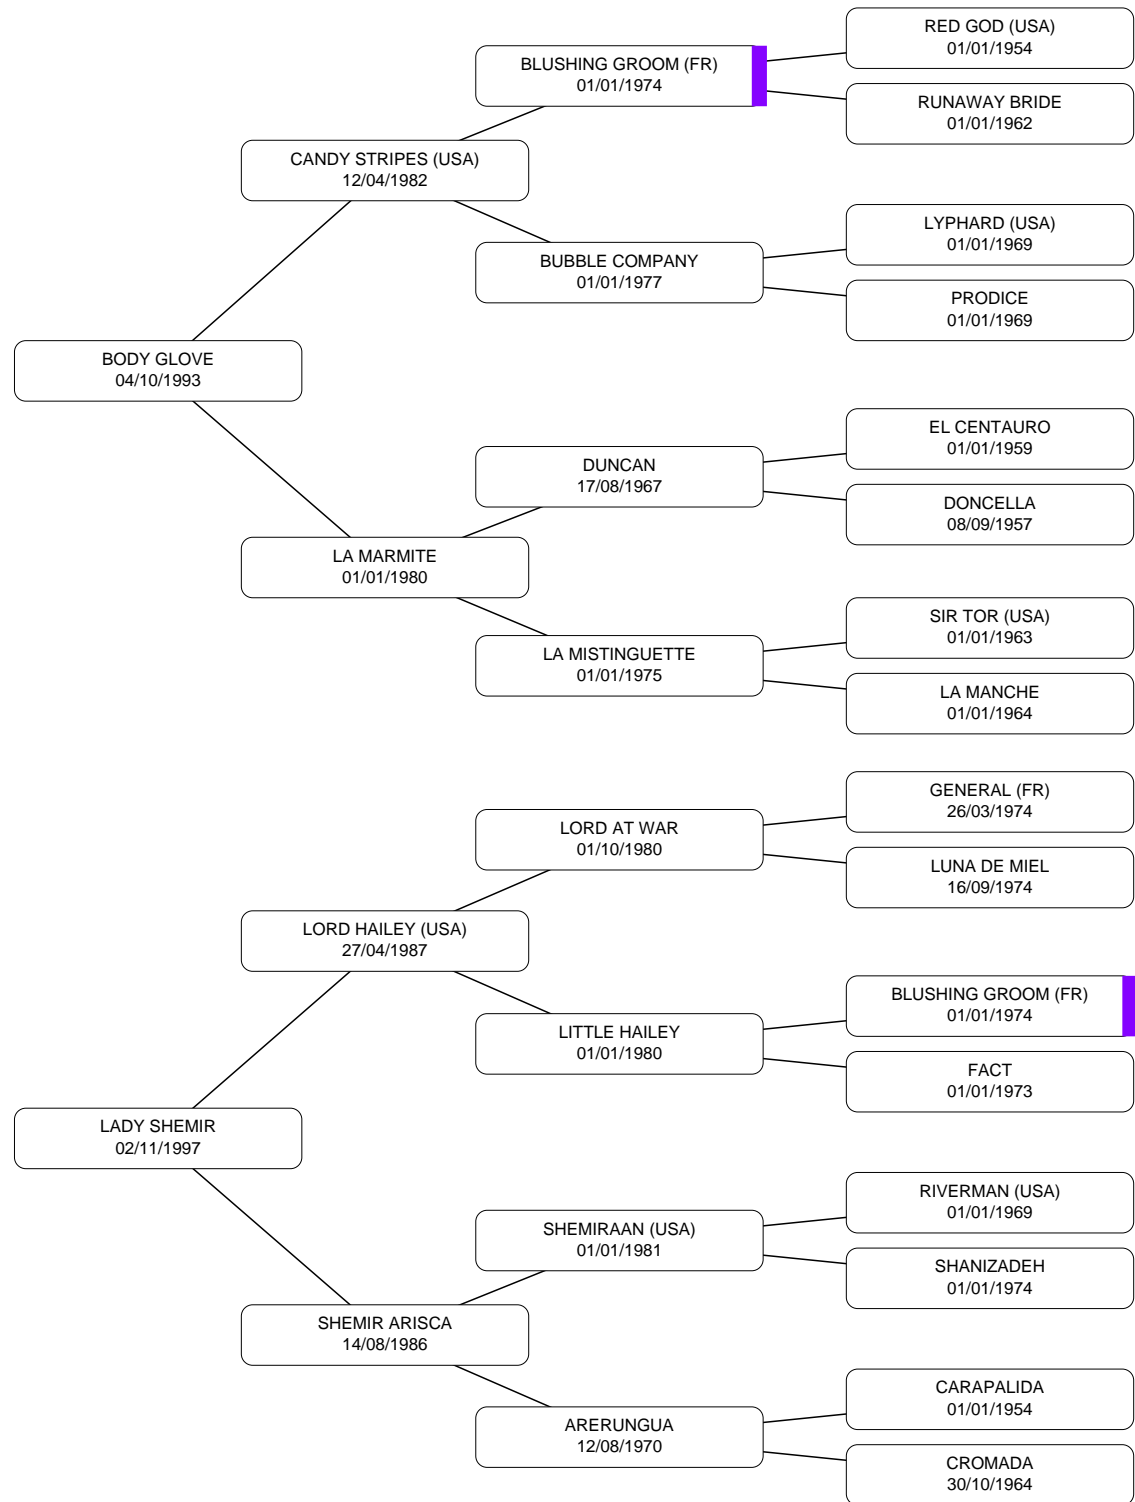 RED GOD (USA)
01/01/1954
BLUSHING GROOM (FR)
01/01/1974
RUNAWAY BRIDE
01/01/1962
CANDY STRIPES (USA)
12/04/1982
LYPHARD (USA)
01/01/1969
BUBBLE COMPANY
01/01/1977
PRODICE
01/01/1969
BODY GLOVE
04/10/1993
EL CENTAURO
01/01/1959
DUNCAN
17/08/1967
DONCELLA
08/09/1957
LA MARMITE
01/01/1980
SIR TOR (USA)
01/01/1963
LA MISTINGUETTE
01/01/1975
LA MANCHE
01/01/1964
GENERAL (FR)
26/03/1974
LORD AT WAR
01/10/1980
LUNA DE MIEL
16/09/1974
LORD HAILEY (USA)
27/04/1987
BLUSHING GROOM (FR)
01/01/1974
LITTLE HAILEY
01/01/1980
FACT
01/01/1973
LADY SHEMIR
02/11/1997
RIVERMAN (USA)
01/01/1969
SHEMIRAAN (USA)
01/01/1981
SHANIZADEH
01/01/1974
SHEMIR ARISCA
14/08/1986
CARAPALIDA
01/01/1954
ARERUNGUA
12/08/1970
CROMADA
30/10/1964